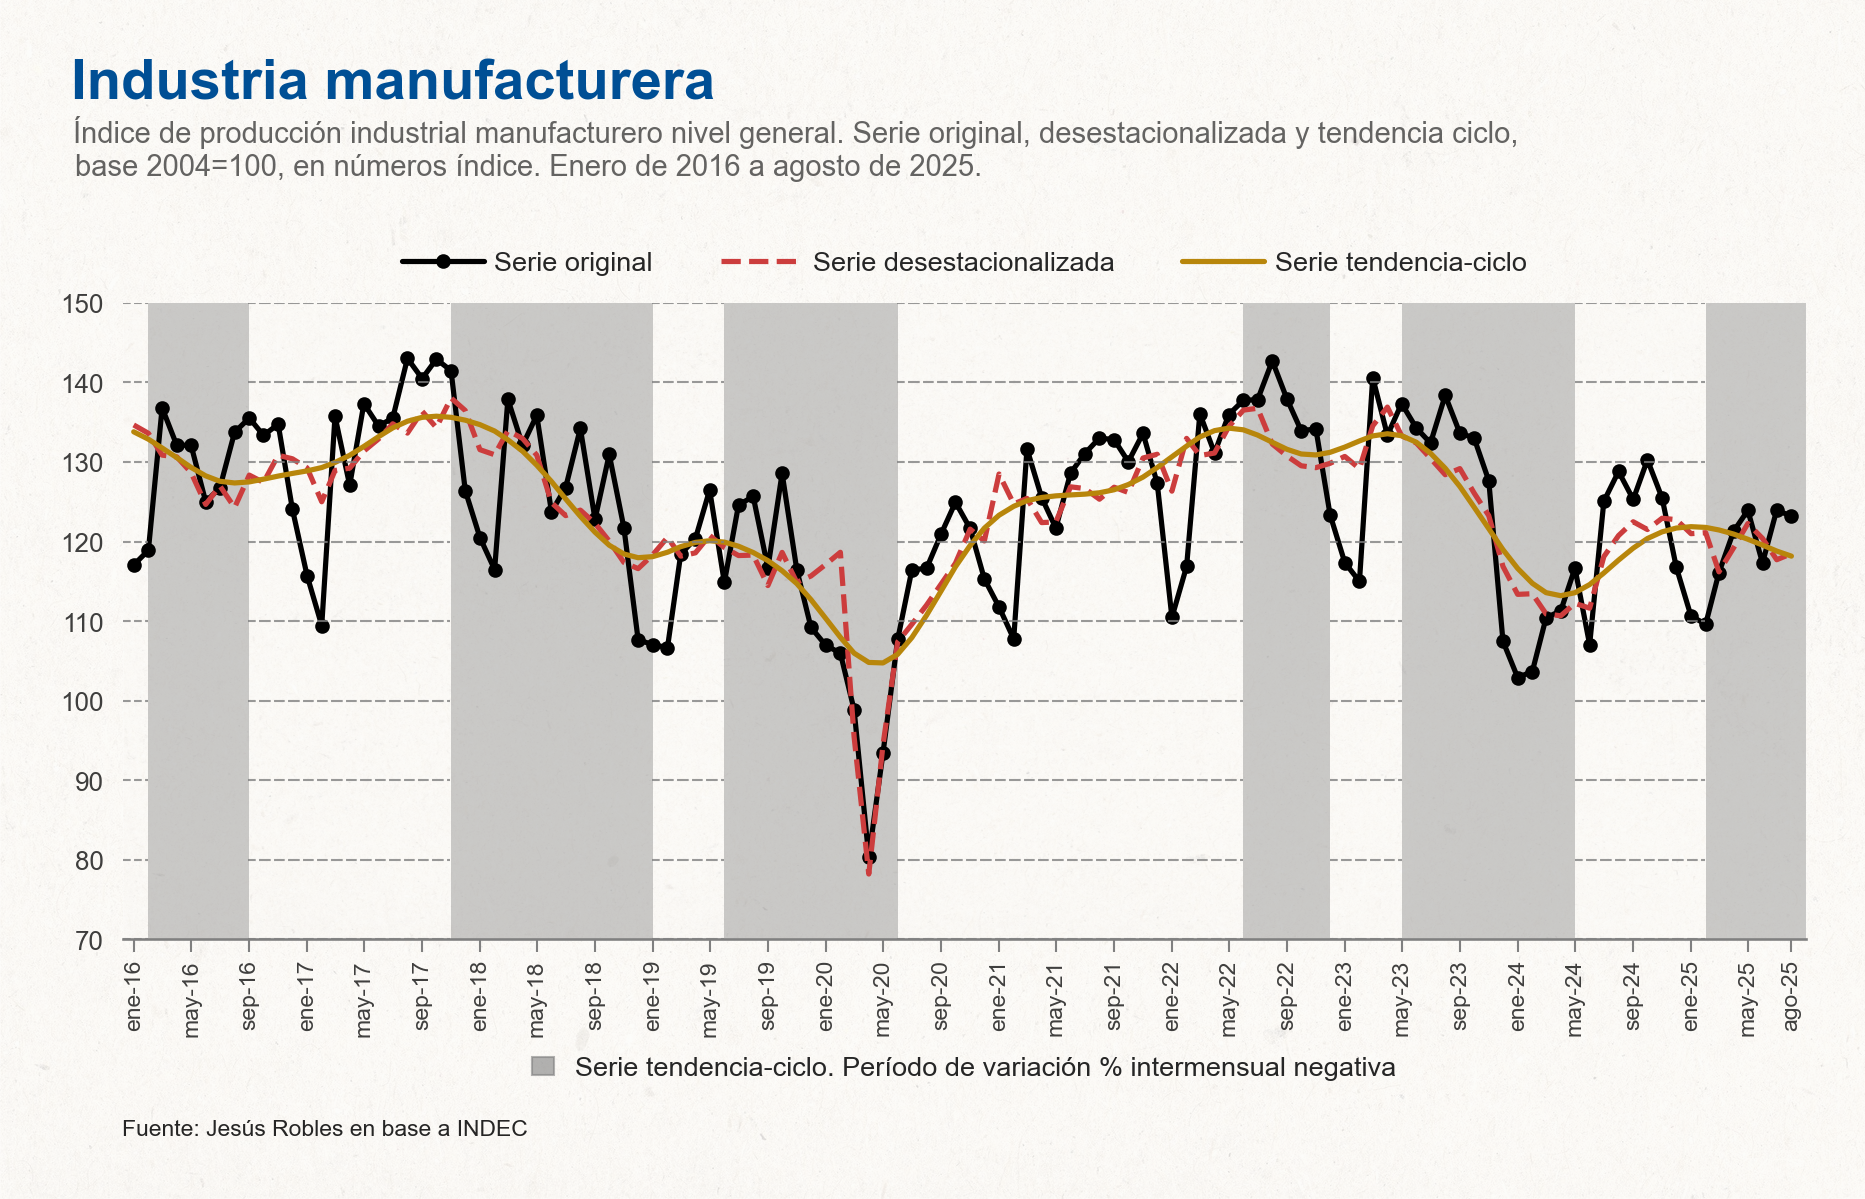 Industria manufacturera
Índice de producción industrial manufacturero nivel general. Serie original, desestacionalizada y tendencia ciclo,
base 2004=100, en números índice. Enero de 2016 a agosto de 2025.
Serie original Serie desestacionalizada Serie tendencia-ciclo
150
140
130
120
110
100
90
80
70
ene-16 may-16 sep-16 ene-17 may-17 sep-17 ene-18 may-18 sep-18 ene-19 may-19 sep-19 ene-20 may-20 sep-20 ene-21 may-21 sep-21 ene-22 may-22 sep-22 ene-23 may-23 sep-23 ene-24 may-24 sep-24 ene-25 may-25 ago-25
Serie tendencia-ciclo. Período de variación % intermensual negativa
Fuente: Jesús Robles en base a INDEC